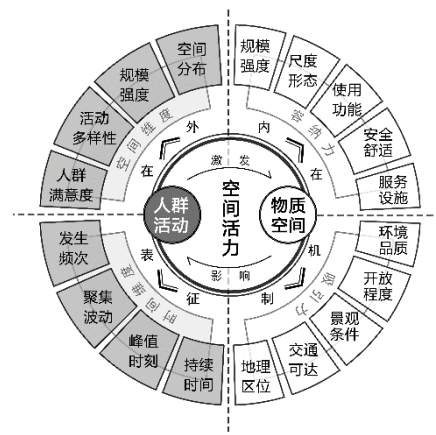 空间
分布
规模
强度
活动
多样性
人群
满意度
空间维度
规模
强度
尺度
形态
使用
功能
安全
舒适
服务
设施
容纳力
外
在
内
在
激发
空间活力
影响
人群
活动
物质
空间
表
征
机
制
发生
频次
聚集
波动
峰值
时刻
持续
时间
时间维度
环境
品质
开放
程度
景观
条件
交通
可达
地理
区位
吸引力